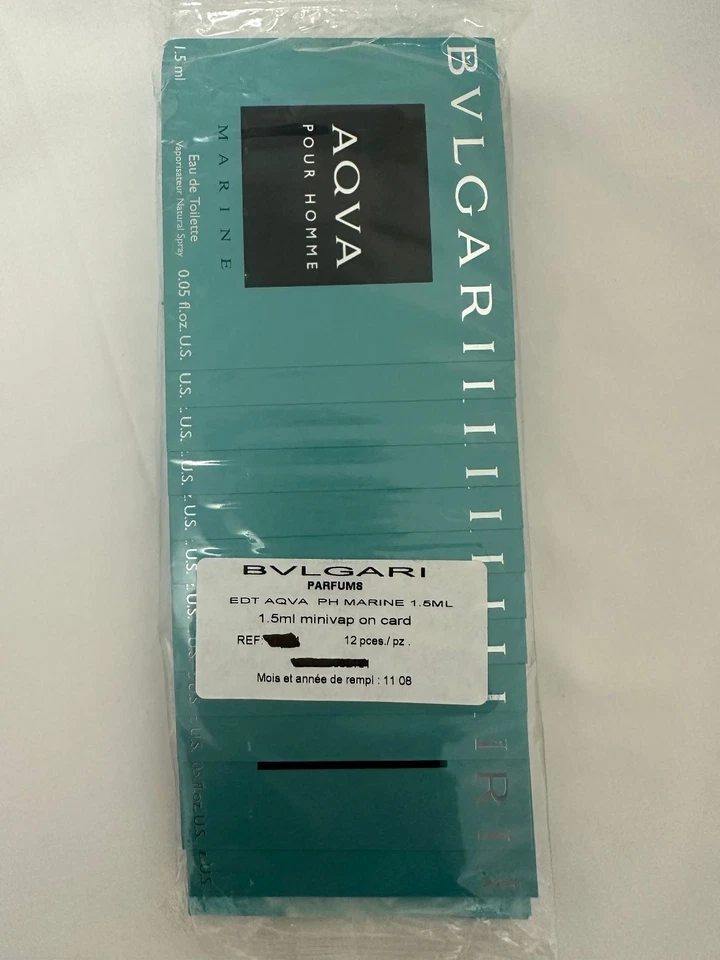 BVLGARI
AQVA
POUR HOMME
MARINE
Eau de Toilette
Vaporisateur Natural Spray
1.5 ml
0.05 fl.oz. U.S.
U.S.
U.S.
U.S.
U.S.
U.S.
U.S.
BVLGARI
PARFUMS
EDT AQVA PH MARINE 1.5ML
1.5ml minivap on card
REF: 12 pces./ pz .
Mois et année de rempl : 11 08